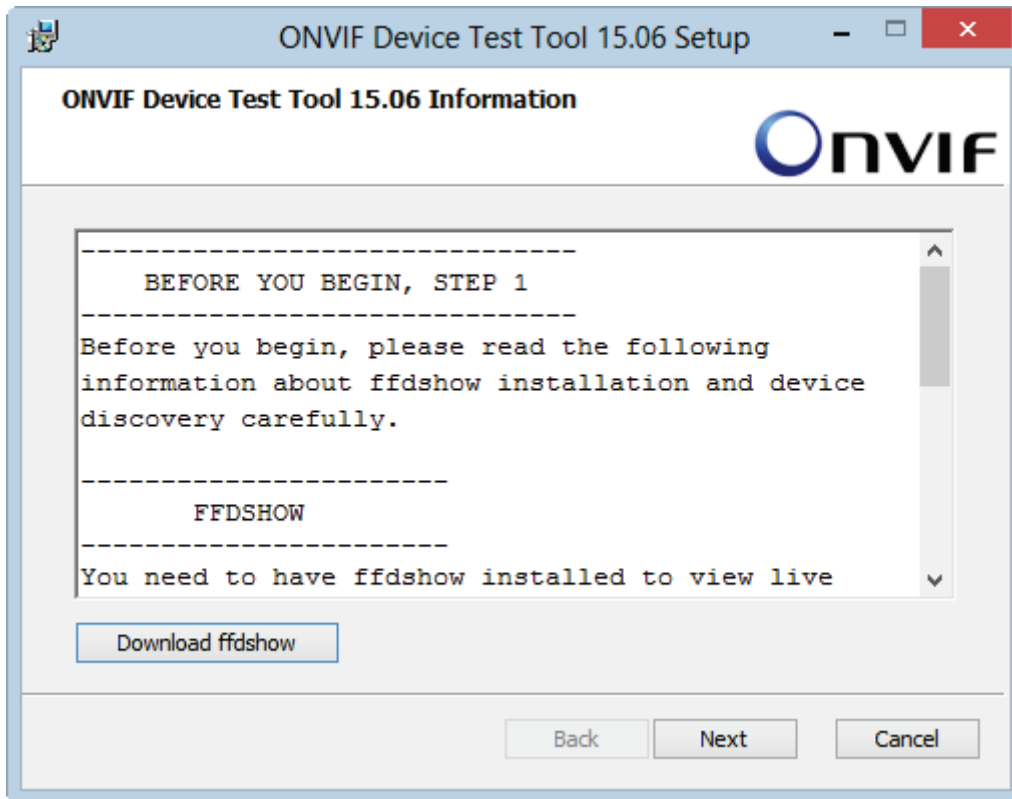 ONVIF Device Test Tool 15.06 Setup
ONVIF Device Test Tool 15.06 Information
ONVIF
-------------------------------
BEFORE YOU BEGIN, STEP 1
-------------------------------
Before you begin, please read the following
information about ffdshow installation and device
discovery carefully.
-----------------------
FFDSHOW
-----------------------
You need to have ffdshow installed to view live
Download ffdshow
Back
Next
Cancel